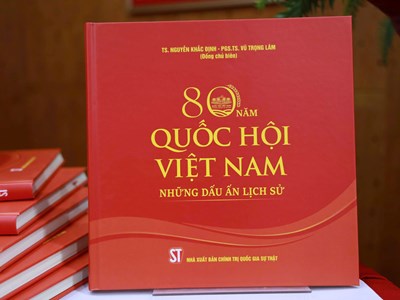 TS. NGUYỄN KHẮC ĐỊNH - PGS.TS. VŨ TRỌNG LÂM
(Đồng chủ biên)
80 NĂM
QUỐC HỘI
VIỆT NAM
NHỮNG DẤU ẤN LỊCH SỬ
ST
NHÀ XUẤT BẢN CHÍNH TRỊ QUỐC GIA SỰ THẬT